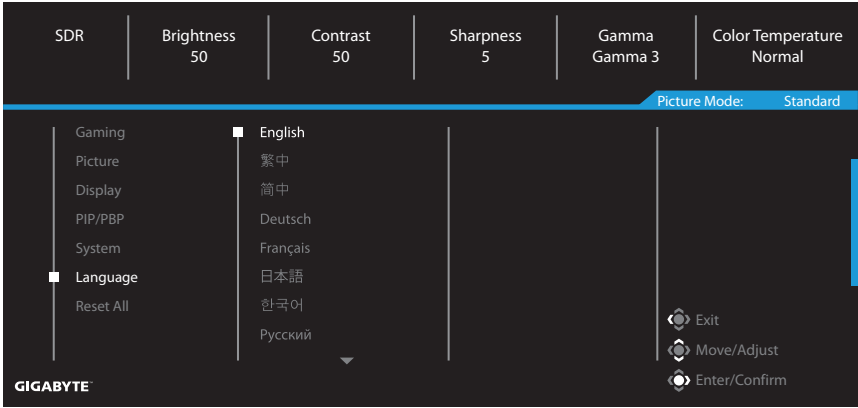 SDR
Brightness
50
Contrast
50
Sharpness
5
Gamma
Gamma 3
Color Temperature
Normal
Picture Mode: Standard
Gaming
Picture
Display
PIP/PBP
System
Language
Reset All
English
繁中
简中
Deutsch
Français
日本語
한국어
Русский
Exit
Move/Adjust
Enter/Confirm
GIGABYTE™